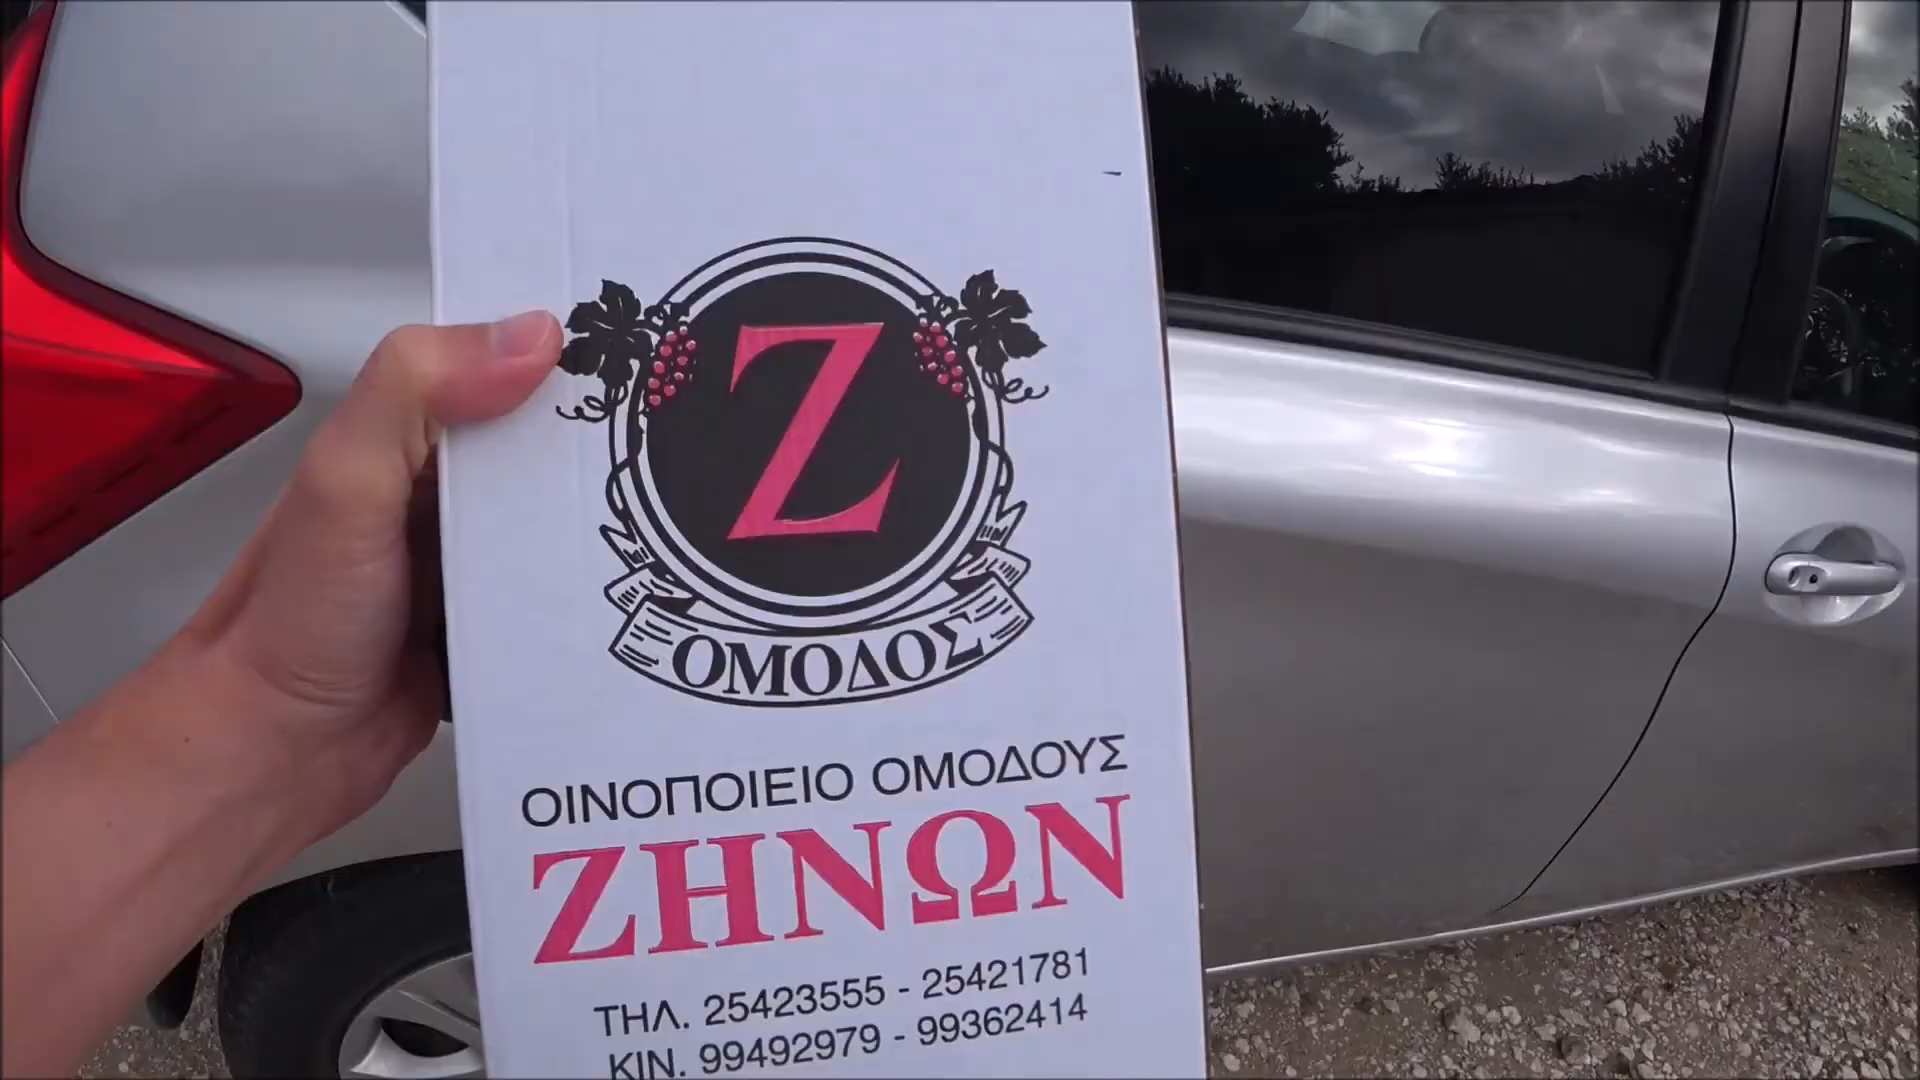 Z
ΟΜΟΔΟΣ
ΟΙΝΟΠΟΙΕΙΟ ΟΜΟΔΟΥΣ
ΖΗΝΩΝ
ΤΗΛ. 25423555 - 25421781
ΚΙΝ. 99492979 - 99362414